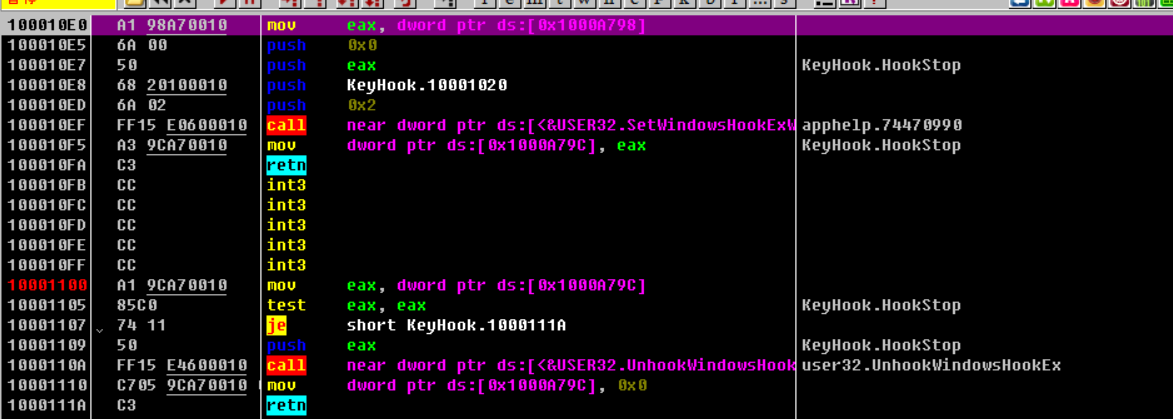 100010E0 A1 98A70010 mov eax, dword ptr ds:[0x1000A798]
100010E5 6A 00 push 0x0
100010E7 50 push eax KeyHook.HookStop
100010E8 68 20100010 push KeyHook.10001020
100010ED 6A 02 push 0x2
100010EF FF15 E0600010 call near dword ptr ds:[<&USER32.SetWindowsHookExW apphelp.74470990
100010F5 A3 9CA70010 mov dword ptr ds:[0x1000A79C], eax KeyHook.HookStop
100010FA C3 retn
100010FB CC int3
100010FC CC int3
100010FD CC int3
100010FE CC int3
100010FF CC int3
10001100 A1 9CA70010 mov eax, dword ptr ds:[0x1000A79C]
10001105 85C0 test eax, eax KeyHook.HookStop
10001107 74 11 je short KeyHook.1000111A
10001109 50 push eax KeyHook.HookStop
1000110A FF15 E4600010 call near dword ptr ds:[<&USER32.UnhookWindowsHook user32.UnhookWindowsHookEx
10001110 C705 9CA70010 mov dword ptr ds:[0x1000A79C], 0x0
1000111A C3 retn